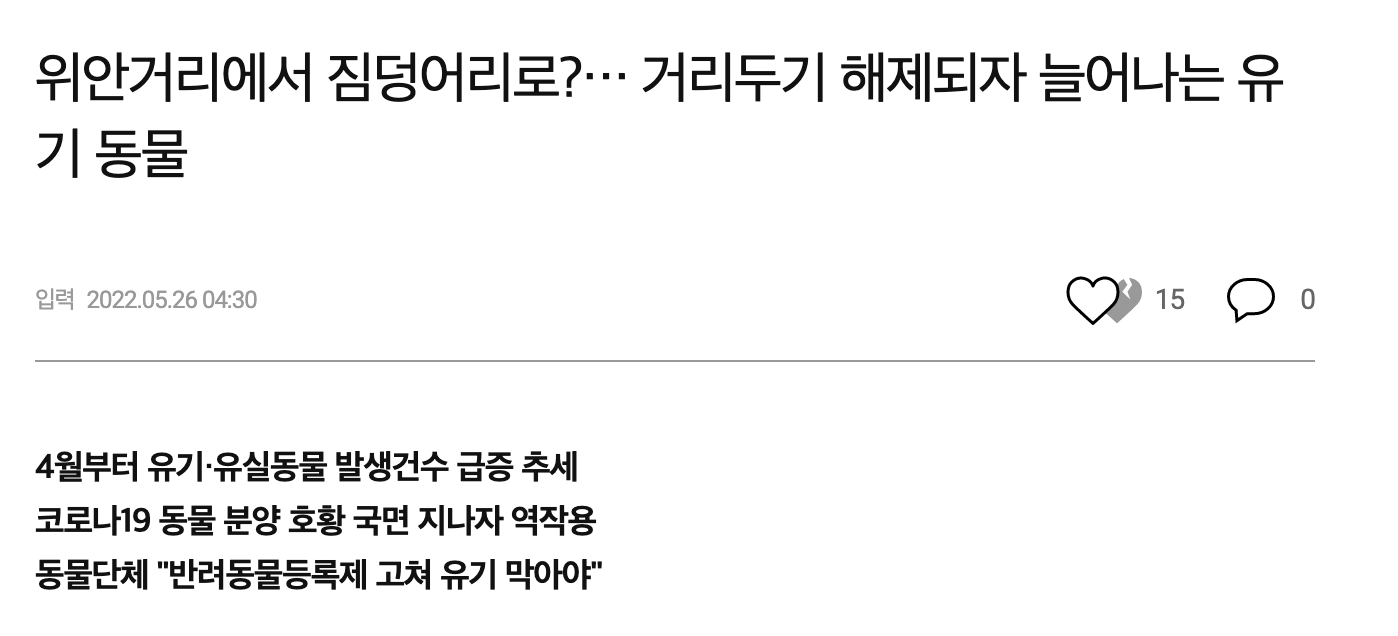 위안거리에서 짐덩어리로?… 거리두기 해제되자 늘어나는 유
기 동물
입력 2022.05.26 04:30
15
0
4월부터 유기·유실동물 발생건수 급증 추세
코로나19 동물 분양 호황 국면 지나자 역작용
동물단체 "반려동물등록제 고쳐 유기 막아야"